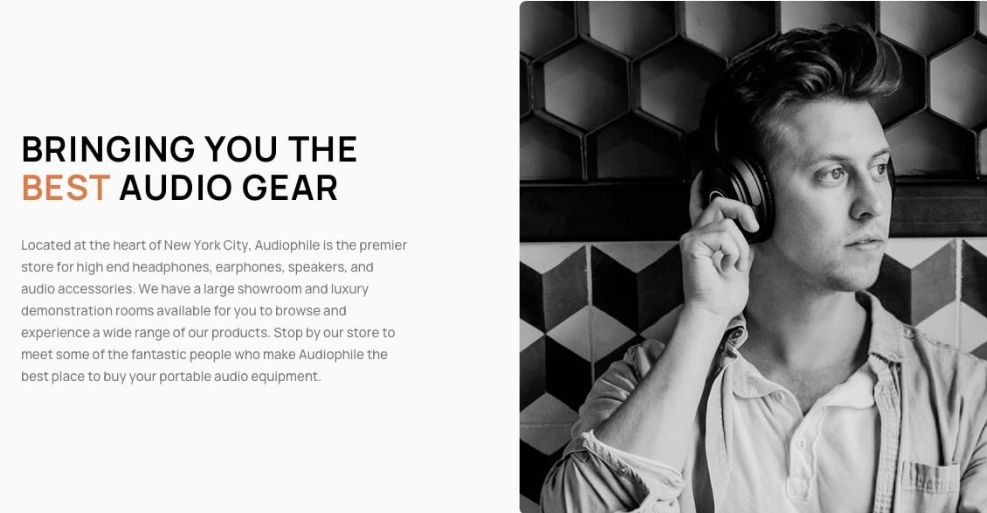 BRINGING YOU THE
BEST AUDIO GEAR
Located at the heart of New York City, Audiophile is the premier
store for high end headphones, earphones, speakers, and
audio accessories. We have a large showroom and luxury
demonstration rooms available for you to browse and
experience a wide range of our products. Stop by our store to
meet some of the fantastic people who make Audiophile the
best place to buy your portable audio equipment.